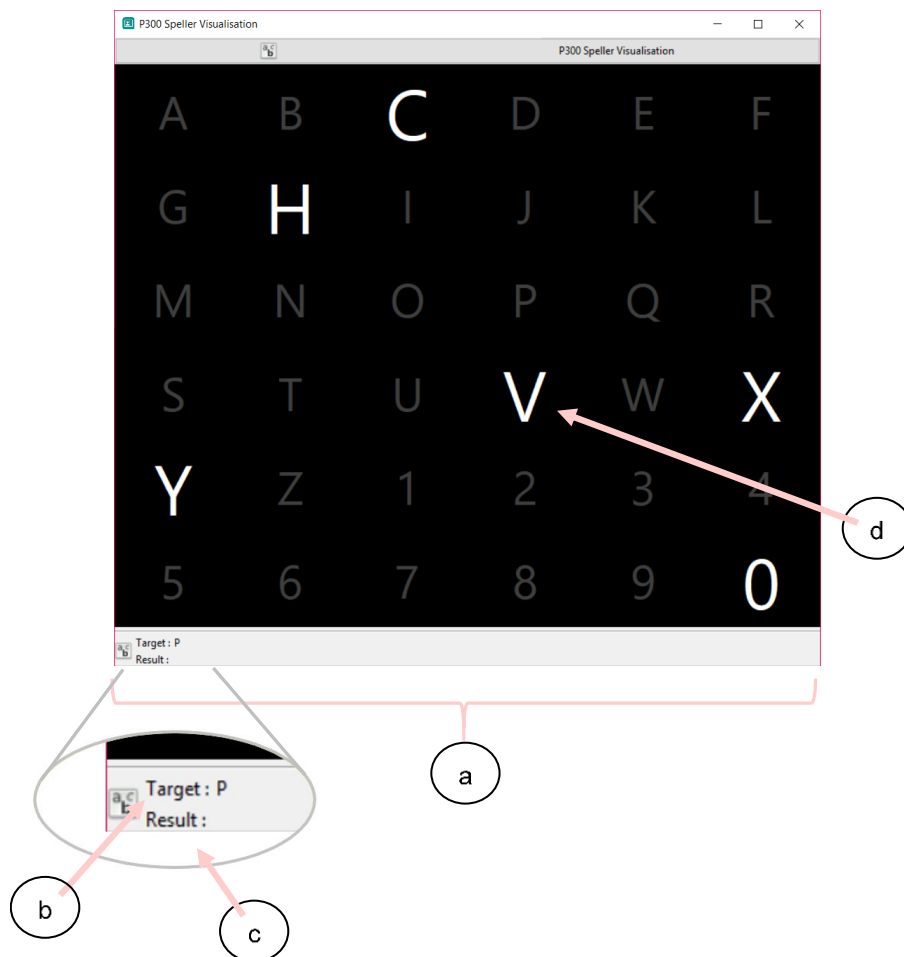 P300 Speller Visualisation
a b c P300 Speller Visualisation
A B C D E F
G H I J K L
M N O P Q R
S T U V W X
Y Z 1 2 3 4
5 6 7 8 9 0
d
a b c
Target : P
Result :
a
a b c
Target : P
Result :
b
c